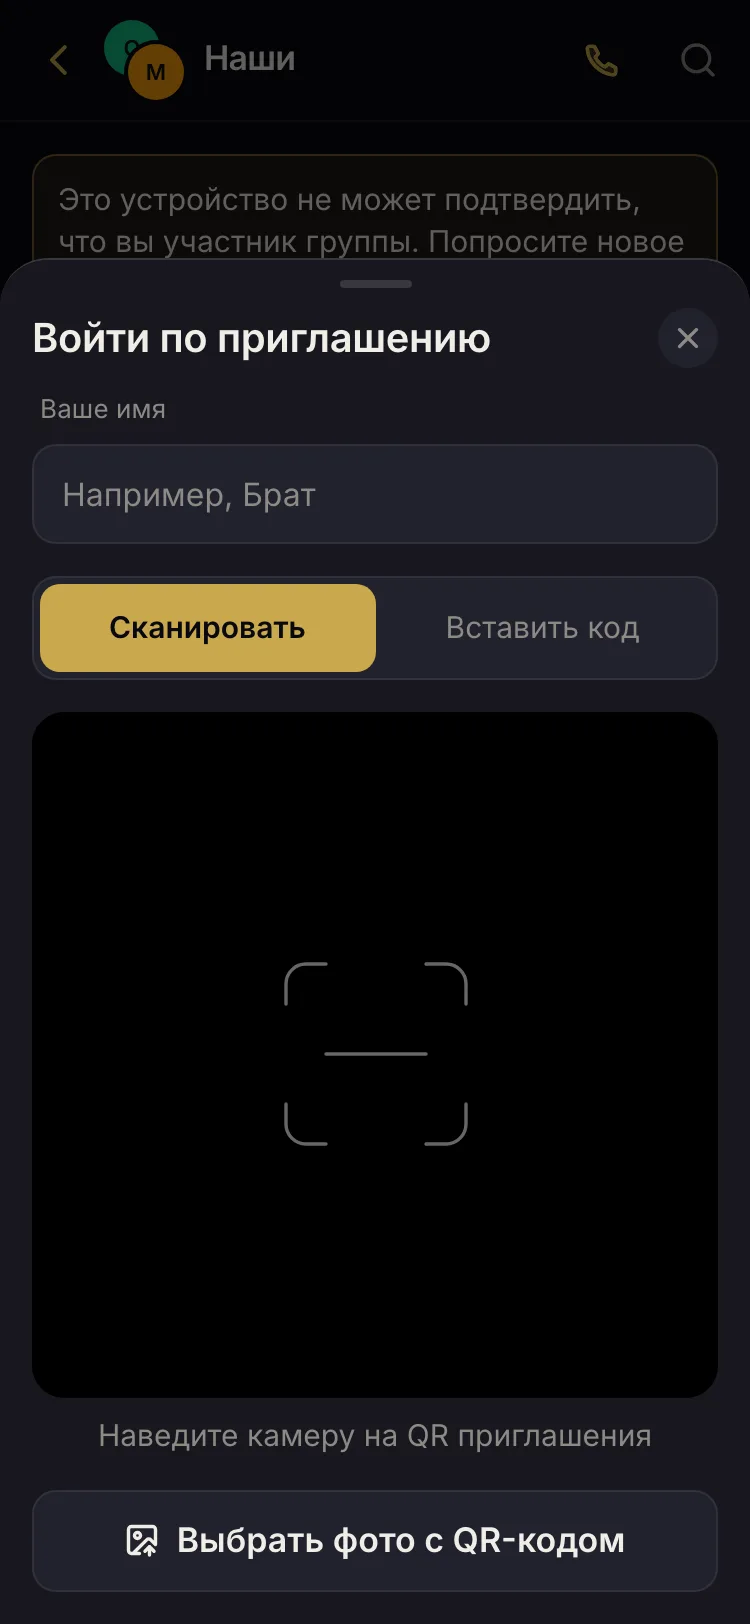 Наши
М
Это устройство не может подтвердить,
что вы участник группы. Попросите новое
Войти по приглашению
Ваше имя
Например, Брат
Сканировать
Вставить код
Наведите камеру на QR приглашения
Выбрать фото с QR-кодом